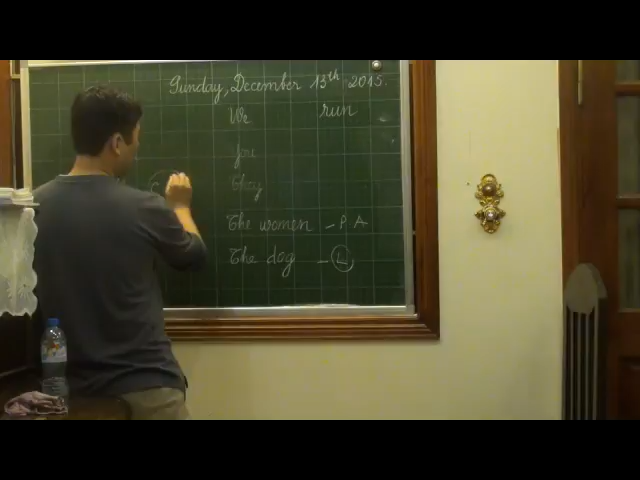 Sunday, December 13th 2015.
We run
you
They
The women - P A
The dog - L